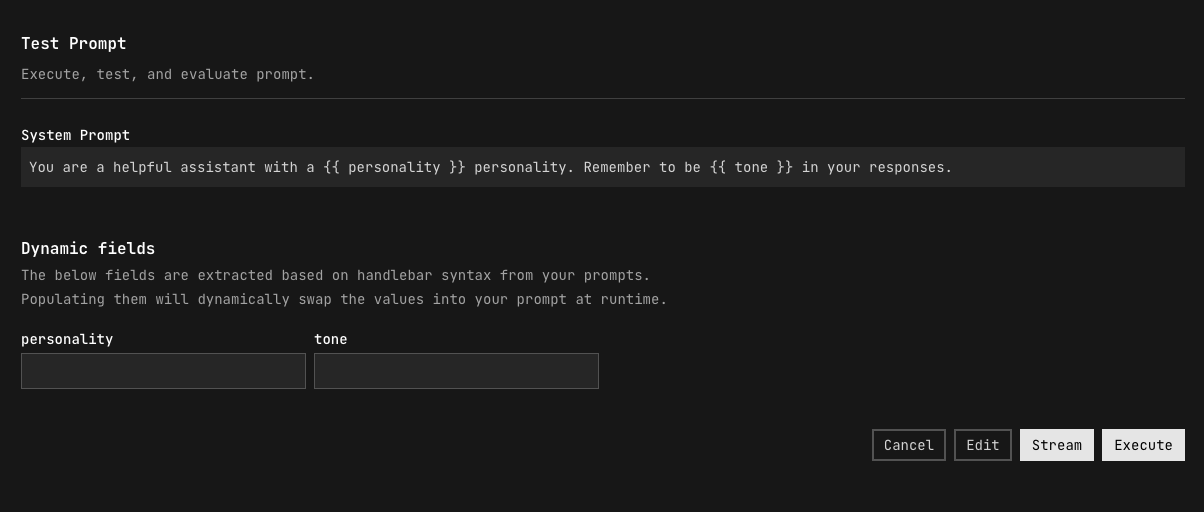 Test Prompt
Execute, test, and evaluate prompt.
System Prompt
You are a helpful assistant with a {{ personality }} personality. Remember to be {{ tone }} in your responses.
Dynamic fields
The below fields are extracted based on handlebar syntax from your prompts.
Populating them will dynamically swap the values into your prompt at runtime.
personality tone
Cancel Edit Stream Execute